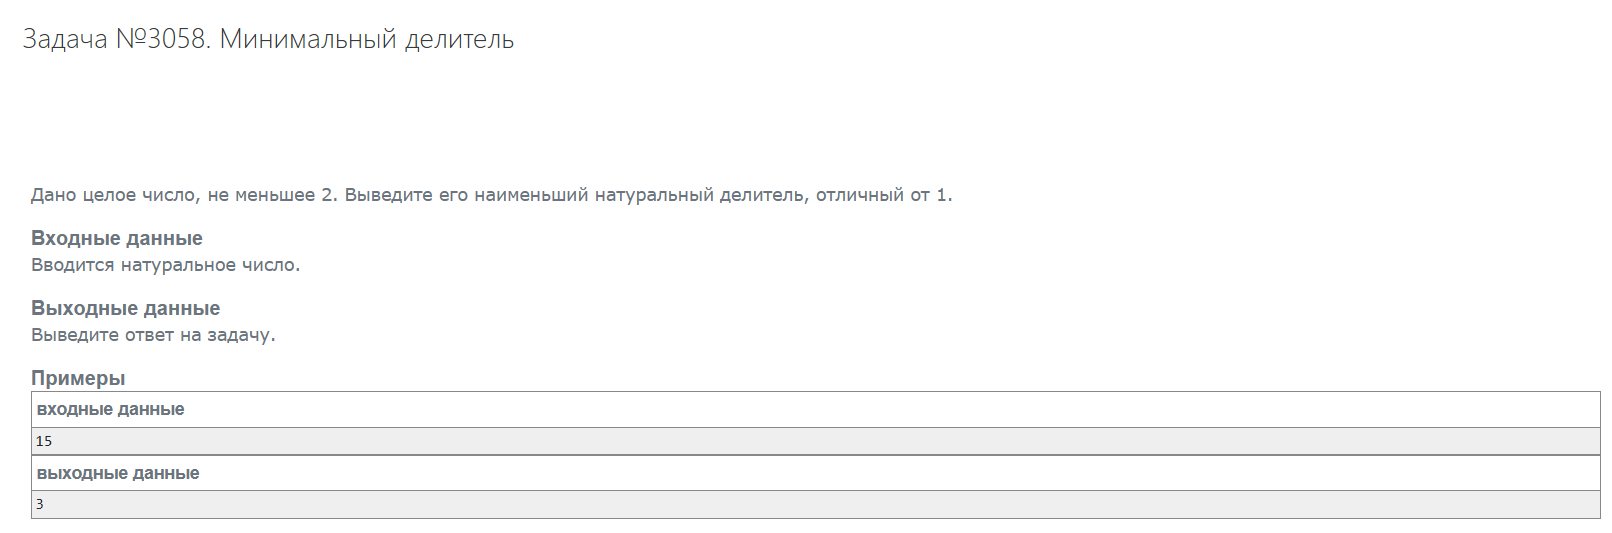 Задача №3058. Минимальный делитель
Дано целое число, не меньшее 2. Выведите его наименьший натуральный делитель, отличный от 1.
Входные данные
Вводится натуральное число.
Выходные данные
Выведите ответ на задачу.
Примеры
входные данные
15
выходные данные
3